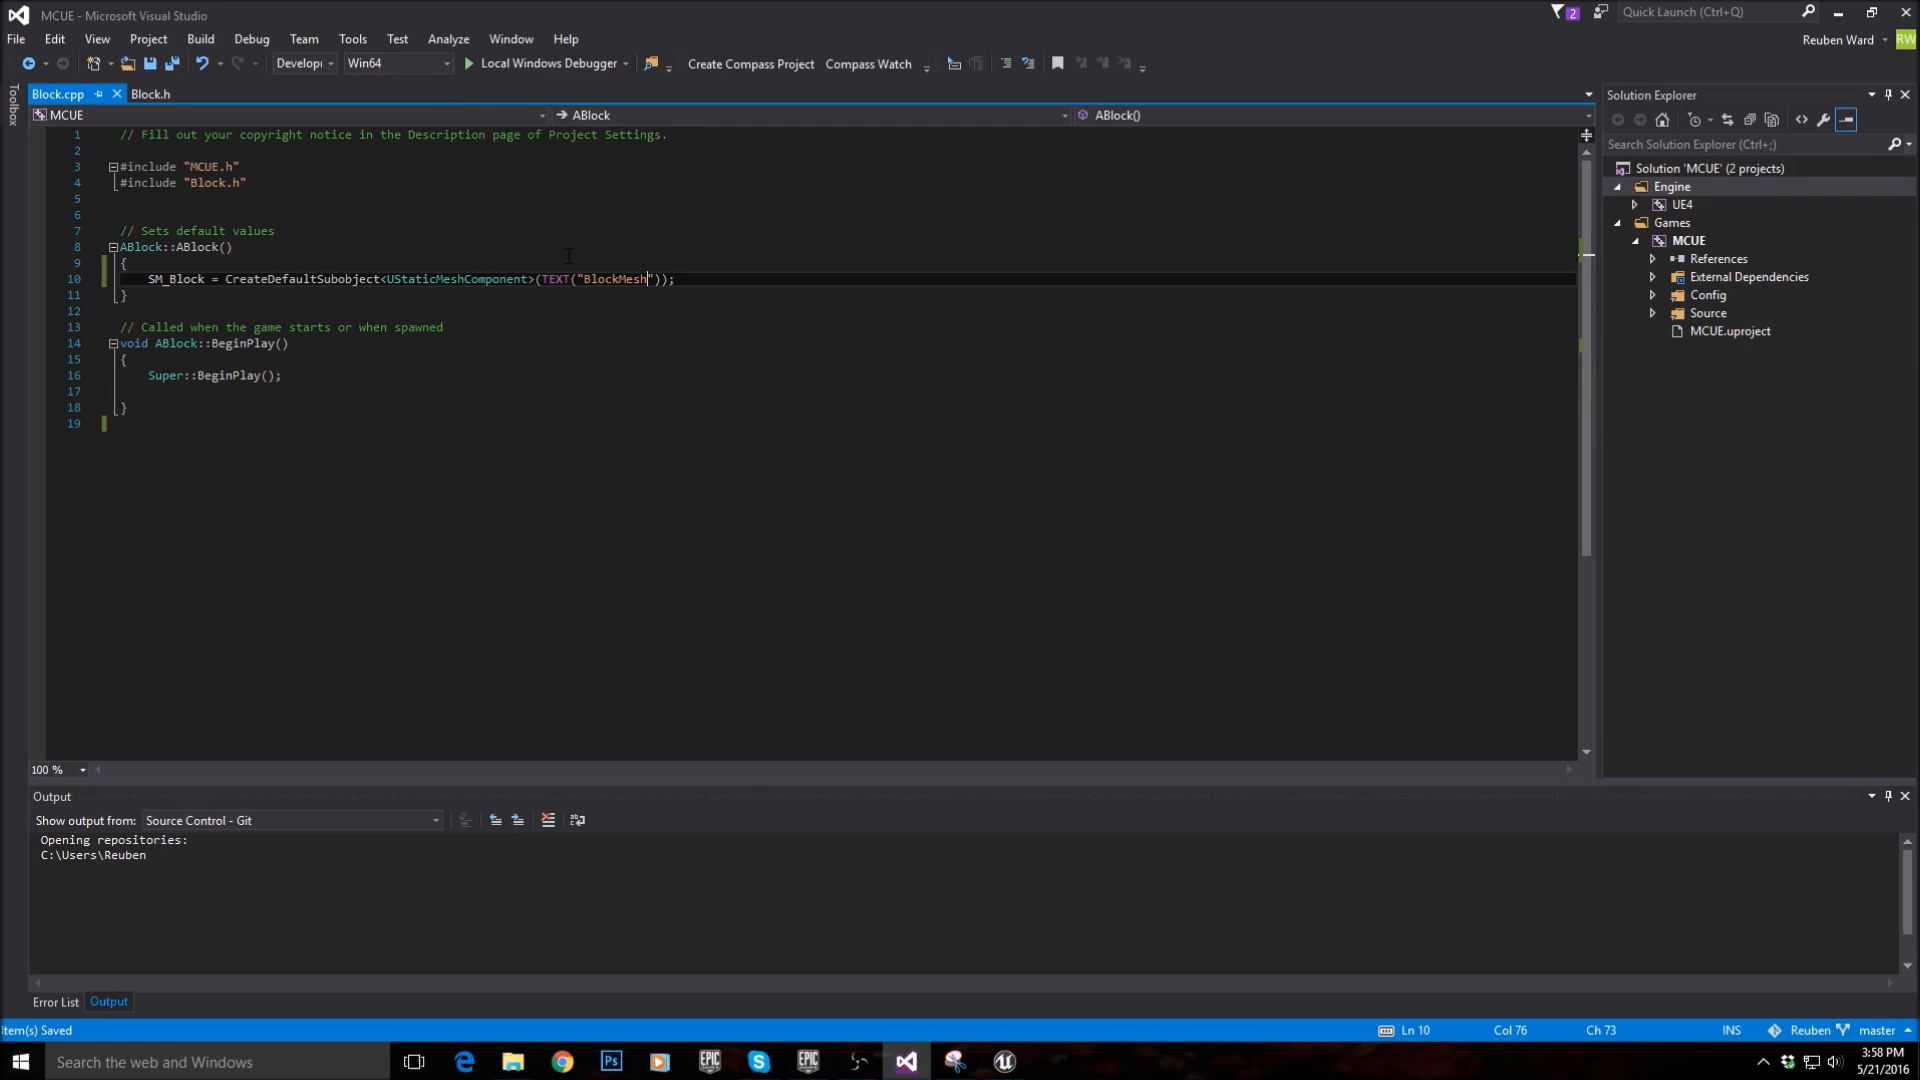 MCUE - Microsoft Visual Studio
2
Quick Launch (Ctrl+Q)
File Edit View Project Build Debug Team Tools Test Analyze Window Help
Reuben Ward RW
Developi Win64 Local Windows Debugger Create Compass Project Compass Watch
Toolbox
Block.cpp Block.h
MCUE ABlock ABlock()
1 // Fill out your copyright notice in the Description page of Project Settings.
2
3 #include "MCUE.h"
4 #include "Block.h"
5
6
7 // Sets default values
8 ABlock::ABlock()
9 {
10 SM_Block = CreateDefaultSubobject<UStaticMeshComponent>(TEXT("BlockMesh"));
11 }
12
13 // Called when the game starts or when spawned
14 void ABlock::BeginPlay()
15 {
16 Super::BeginPlay();
17
18 }
19
100 %
Solution Explorer
Search Solution Explorer (Ctrl+;)
Solution 'MCUE' (2 projects)
Engine
UE4
Games
MCUE
References
External Dependencies
Config
Source
MCUE.uproject
Output
Show output from: Source Control - Git
Opening repositories:
C:\Users\Reuben
Error List Output
Item(s) Saved
Ln 10 Col 76 Ch 73 INS Reuben master
Search the web and Windows
Ps
EPIC
EPIC
3:58 PM
5/21/2016